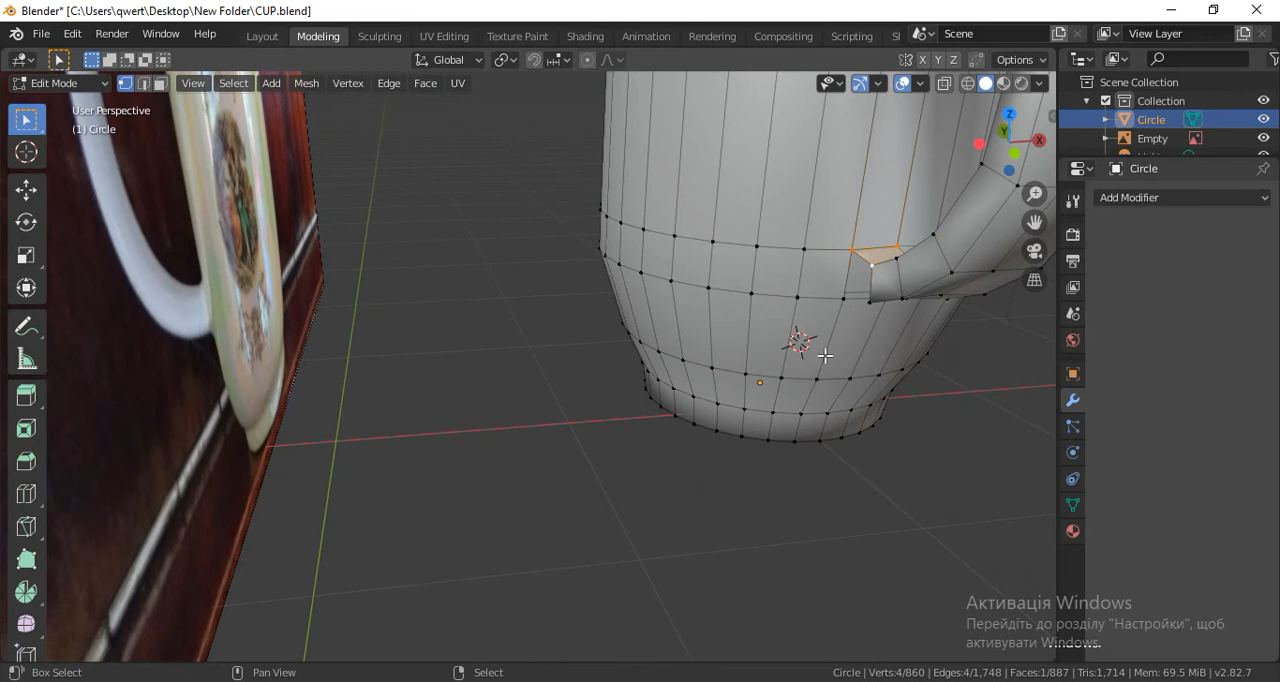 Blender* [C:\Users\qwert\Desktop\New Folder\CUP.blend]
File Edit Render Window Help
Layout Modeling Sculpting UV Editing Texture Paint Shading Animation Rendering Compositing Scripting
Scene
View Layer
Global
Options
X Y Z
Edit Mode
View Select Add Mesh Vertex Edge Face UV
User Perspective
(1) Circle
Scene Collection
Collection
Circle
Empty
Circle
Add Modifier
Z
Y
X
Активація Windows
Перейдіть до розділу "Настройки", щоб
активувати Windows.
Box Select
Pan View
Select
Circle | Verts:4/860 | Edges:4/1,748 | Faces:1/887 | Tris:1,714 | Mem: 69.5 MiB | v2.82.7